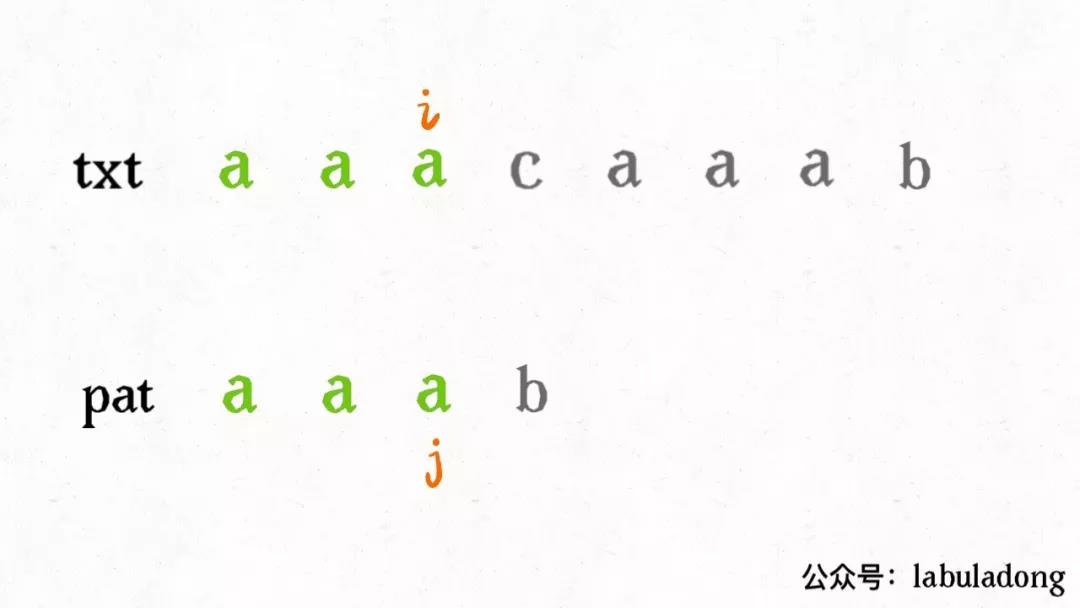 i
txt a a a c a a a b
pat a a a b
j
公众号：labuladong